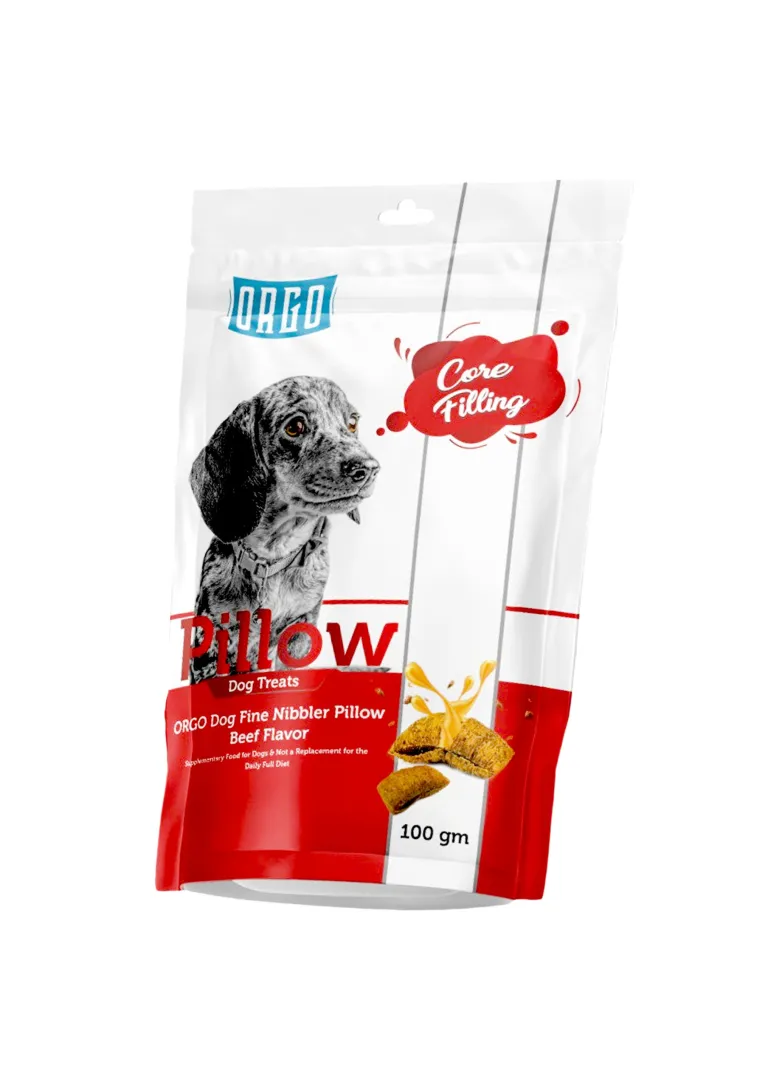 ORGO
Core
Filling
Pillow
Dog Treats
ORGO Dog Fine Nibbler Pillow
Beef Flavor
Supplementary Food for Dogs & Not a Replacement for the
Daily Full Diet
100 gm